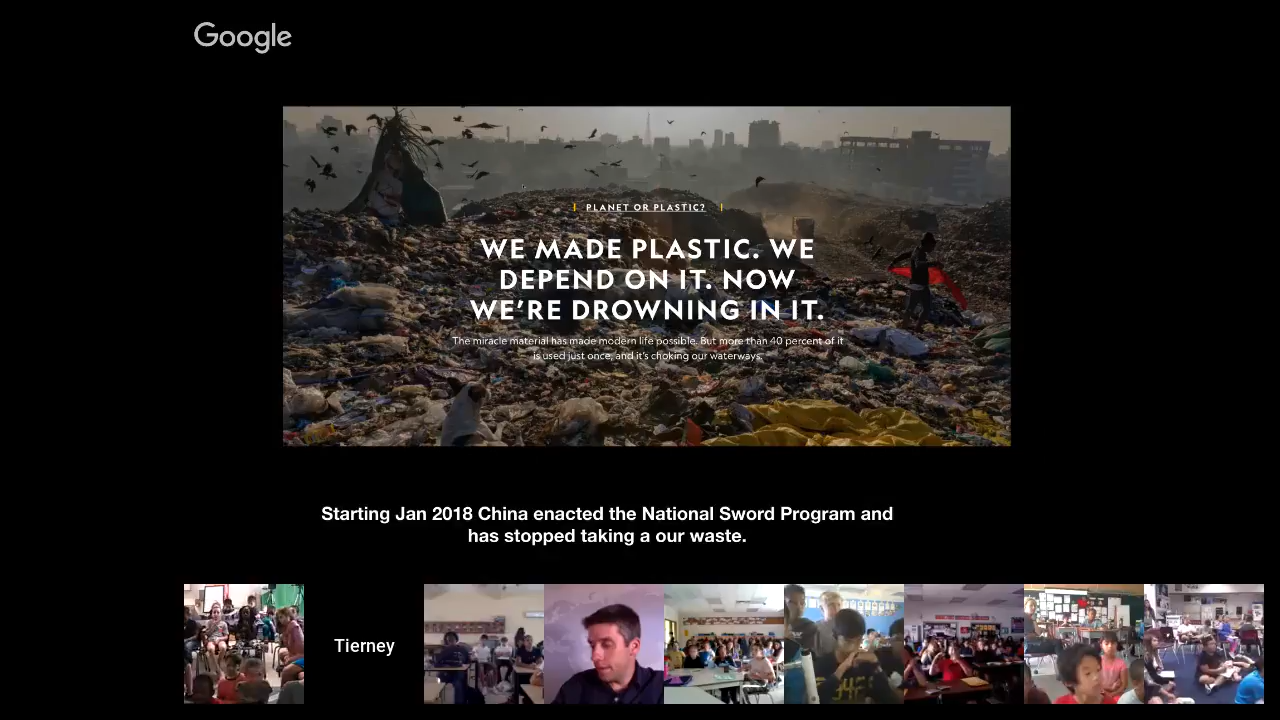 Google
PLANET OR PLASTIC?
WE MADE PLASTIC. WE
DEPEND ON IT. NOW
WE'RE DROWNING IN IT.
The miracle material has made modern life possible. But more than 40 percent of it
is used just once, and it's choking our waterways.
Starting Jan 2018 China enacted the National Sword Program and
has stopped taking a our waste.
Tierney